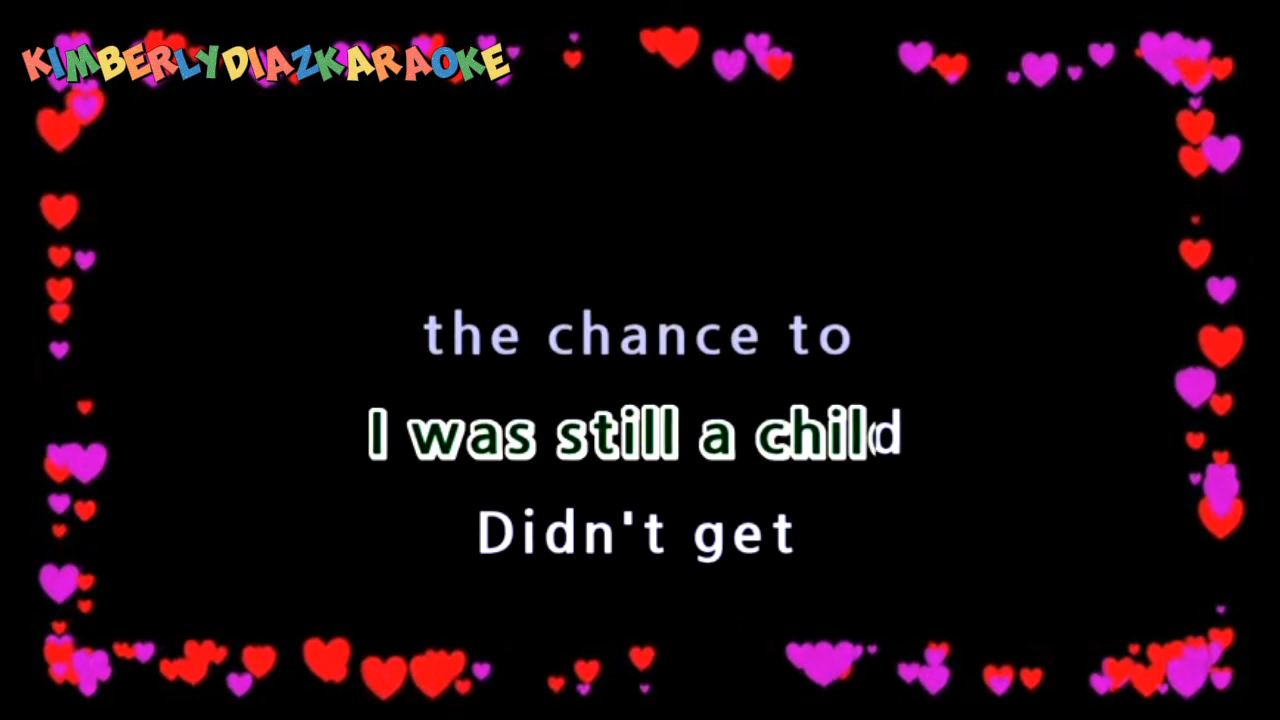 KIMBERLYDIAZKARAOKE
the chance to
I was still a child
Didn't get